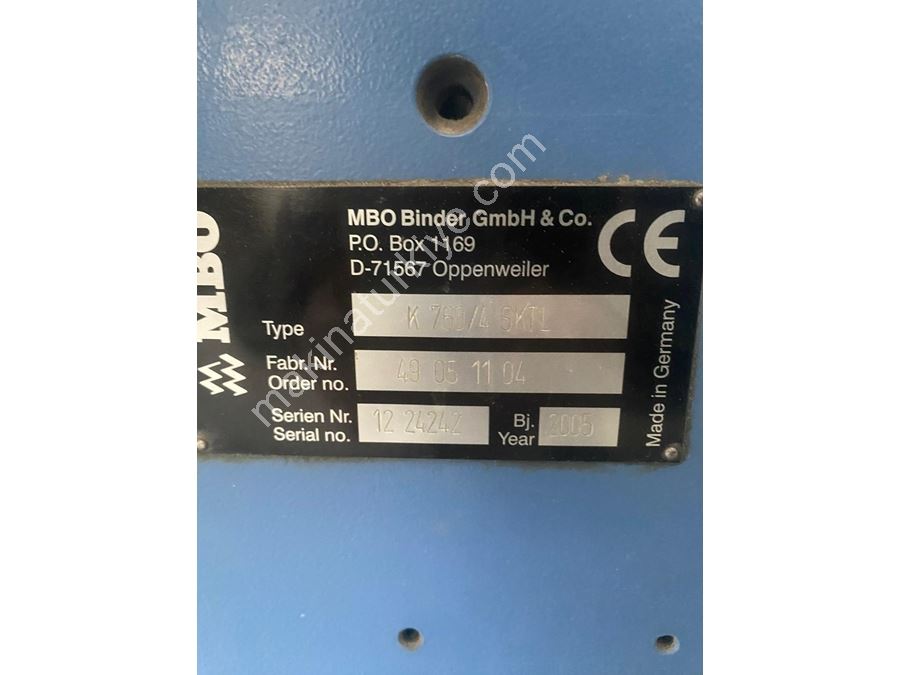 MBO
MBO Binder GmbH & Co.
P.O. Box 1169
D-71567 Oppenweiler
CE
Type K 760/4 SKTL
Fabr. Nr.
Order no. 49 05 11 04
Serien Nr.
Serial no. 12 24242
Bj.
Year 2005
Made in Germany
makinaturkiye.com